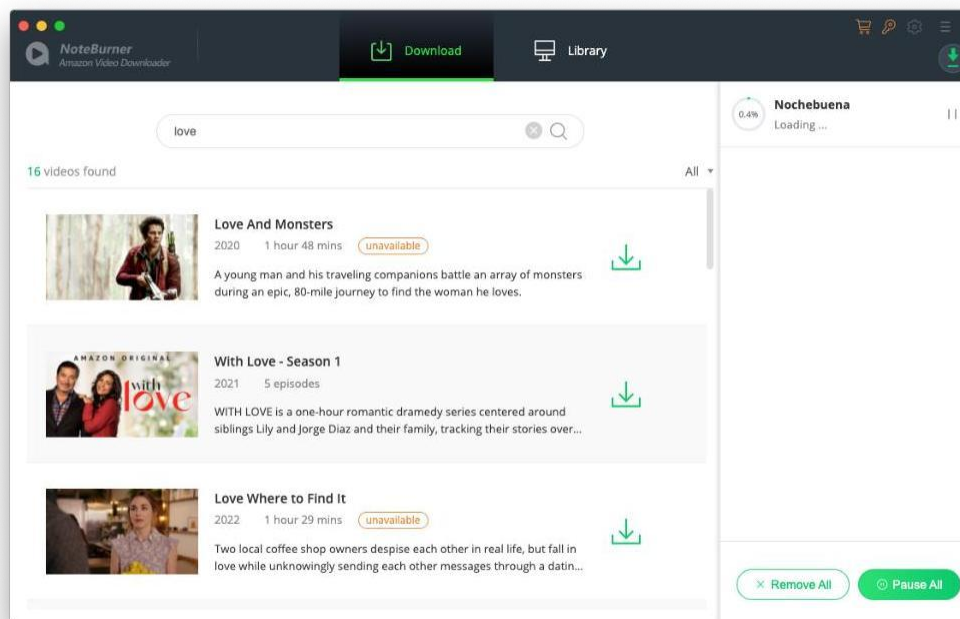 NoteBurner
Amazon Video Downloader
Download
Library
love
16 videos found
All
Love And Monsters
2020 1 hour 48 mins unavailable
A young man and his traveling companions battle an array of monsters
during an epic, 80-mile journey to find the woman he loves.
AMAZON ORIGINAL
with
love
With Love - Season 1
2021 5 episodes
WITH LOVE is a one-hour romantic dramedy series centered around
siblings Lily and Jorge Diaz and their family, tracking their stories over...
Love Where to Find It
2022 1 hour 29 mins unavailable
Two local coffee shop owners despise each other in real life, but fall in
love while unknowingly sending each other messages through a datin...
0.4%
Nochebuena
Loading ...
Remove All
Pause All